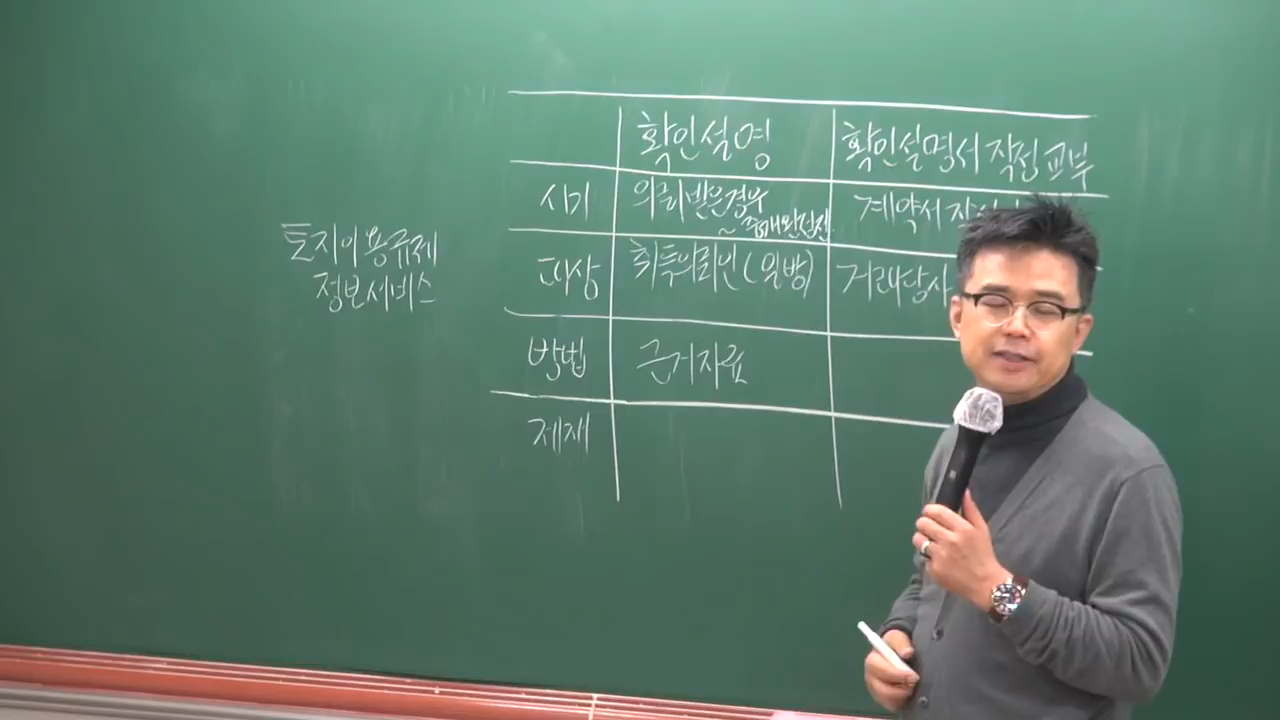 확인설명
확인설명서 작성 교부
시기
의뢰받은경우
~ 중개완성전
계약서 작
대상
취득의뢰인(일방)
거래당사
방법
근거자료
제재
토지이용규제
정보서비스